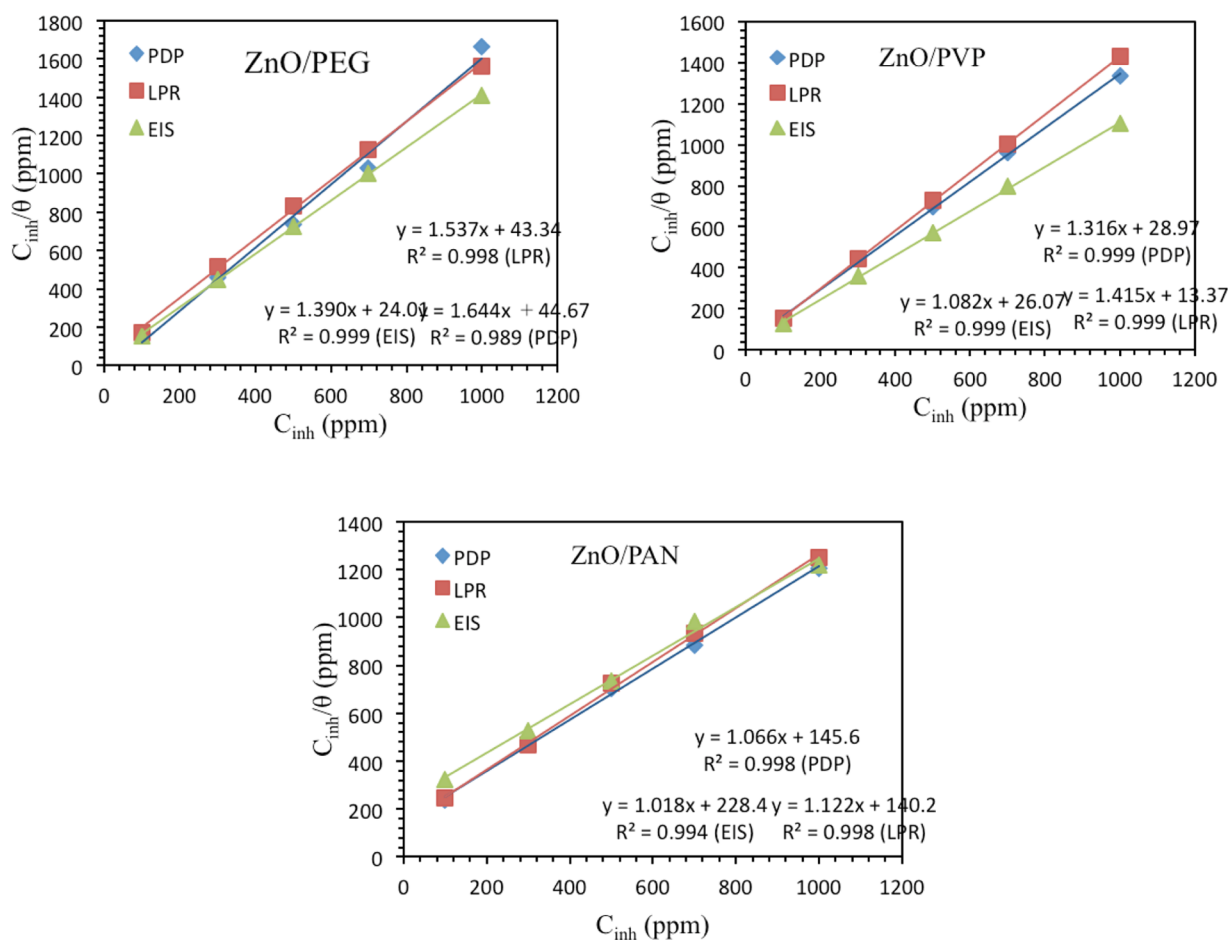 ZnO/PEG
PDP
LPR
EIS
C_inh/θ (ppm)
1800
1600
1400
1200
1000
800
600
400
200
0
y = 1.537x + 43.34
R² = 0.998 (LPR)
y = 1.390x + 24.01
R² = 0.999 (EIS)
y = 1.644x + 44.67
R² = 0.989 (PDP)
0 200 400 600 800 1000 1200
C_inh (ppm)
ZnO/PVP
PDP
LPR
EIS
C_inh/θ (ppm)
1600
1400
1200
1000
800
600
400
200
0
y = 1.316x + 28.97
R² = 0.999 (PDP)
y = 1.082x + 26.07
R² = 0.999 (EIS)
y = 1.415x + 13.37
R² = 0.999 (LPR)
0 200 400 600 800 1000 1200
C_inh (ppm)
ZnO/PAN
PDP
LPR
EIS
C_inh/θ (ppm)
1400
1200
1000
800
600
400
200
0
y = 1.066x + 145.6
R² = 0.998 (PDP)
y = 1.018x + 228.4
R² = 0.994 (EIS)
y = 1.122x + 140.2
R² = 0.998 (LPR)
0 200 400 600 800 1000 1200
C_inh (ppm)